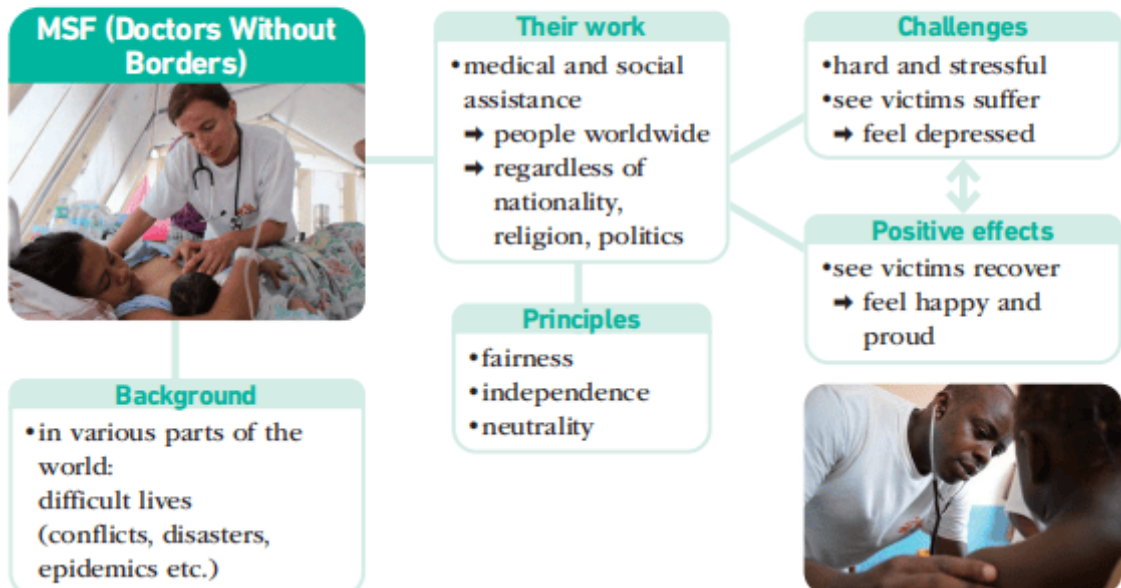 MSF (Doctors Without
Borders)
Background
•in various parts of the
world:
difficult lives
(conflicts, disasters,
epidemics etc.)
Their work
•medical and social
assistance
➡ people worldwide
➡ regardless of
nationality,
religion, politics
Principles
•fairness
•independence
•neutrality
Challenges
•hard and stressful
•see victims suffer
➡ feel depressed
Positive effects
•see victims recover
➡ feel happy and
proud